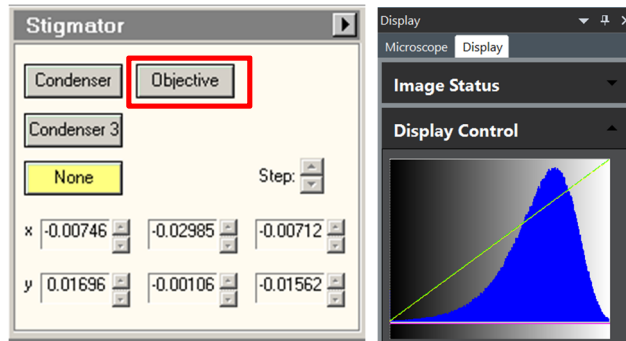 Stigmator
Condenser Objective
Condenser 3
None Step:
x -0.00746 -0.02985 -0.00712
y 0.01696 -0.00106 -0.01562
Display
Microscope Display
Image Status
Display Control